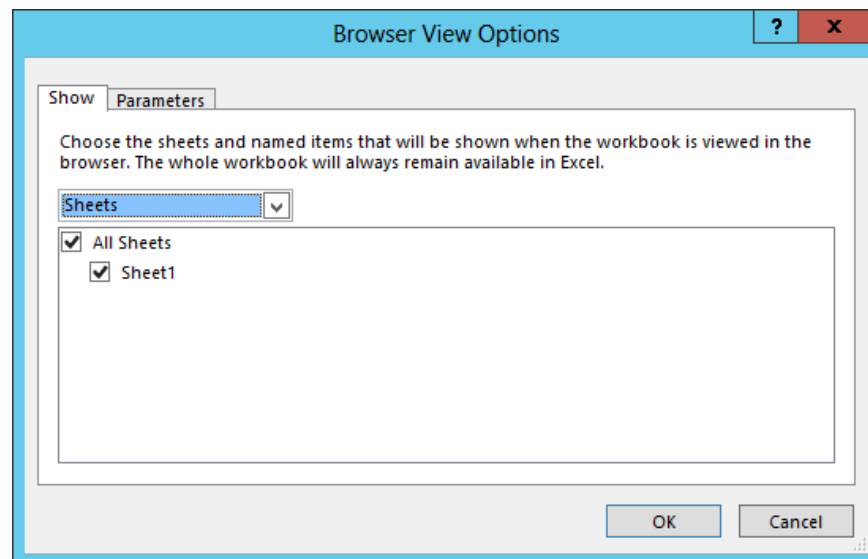 Browser View Options
? x
Show Parameters
Choose the sheets and named items that will be shown when the workbook is viewed in the
browser. The whole workbook will always remain available in Excel.
Sheets
All Sheets
Sheet1
OK Cancel